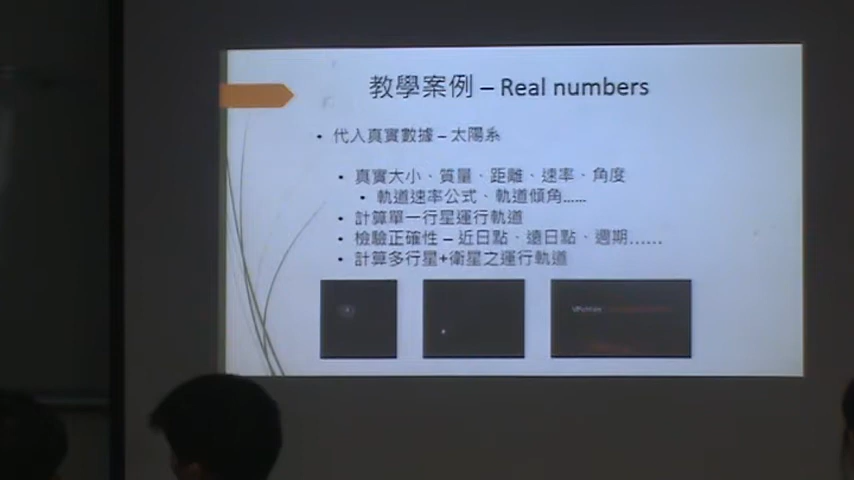 教學案例 – Real numbers
• 代入真實數據 – 太陽系
• 真實大小、質量、距離、速率、角度
• 軌道速率公式、軌道傾角......
• 計算單一行星運行軌道
• 檢驗正確性 – 近日點、遠日點、週期......
• 計算多行星+衛星之運行軌道